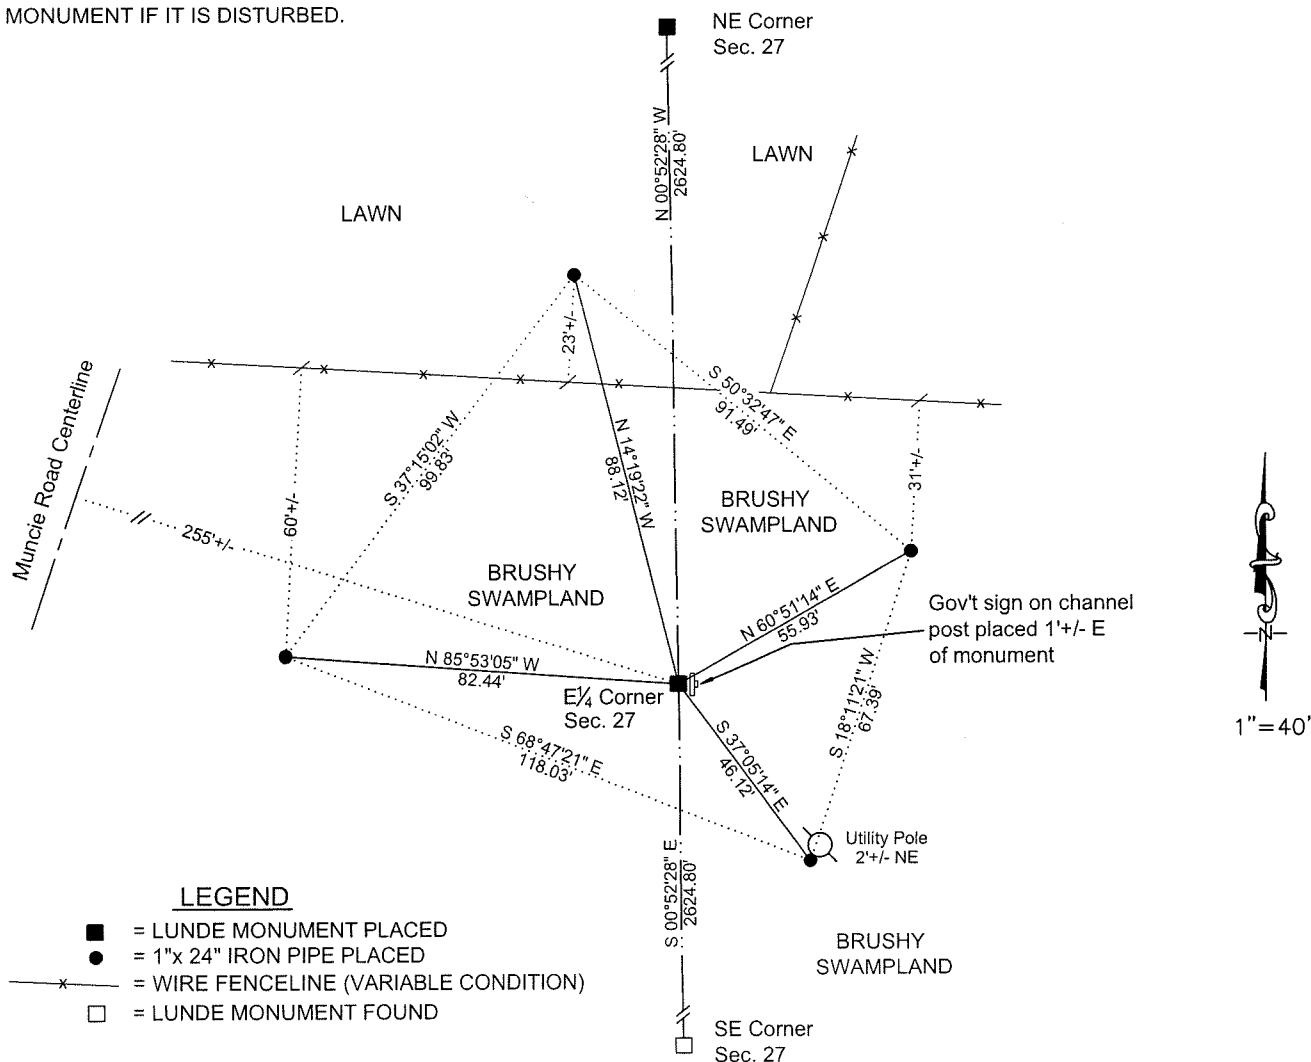 MONUMENT IF IT IS DISTURBED.
NE Corner
Sec. 27
N 00°52'28" W
2624.80'
LAWN
LAWN
23'+/-
S 50°32'47" E
91.49'
Muncie Road Centerline
S 37°15'02" W
99.83'
N 14°19'22" W
88.12'
31'+/-
60'+/-
255'+/-
BRUSHY
SWAMPLAND
BRUSHY
SWAMPLAND
N 60°51'14" E
55.93'
Gov't sign on channel
post placed 1'+/- E
of monument
N 85°53'05" W
82.44'
E1/4 Corner
Sec. 27
S 18°11'21" W
67.39'
N
1"=40'
S 68°47'21" E
118.03'
S 37°05'14" E
46.12'
Utility Pole
2'+/- NE
S 00°52'28" E
2624.80'
LEGEND
= LUNDE MONUMENT PLACED
= 1"x 24" IRON PIPE PLACED
= WIRE FENCELINE (VARIABLE CONDITION)
= LUNDE MONUMENT FOUND
BRUSHY
SWAMPLAND
SE Corner
Sec. 27